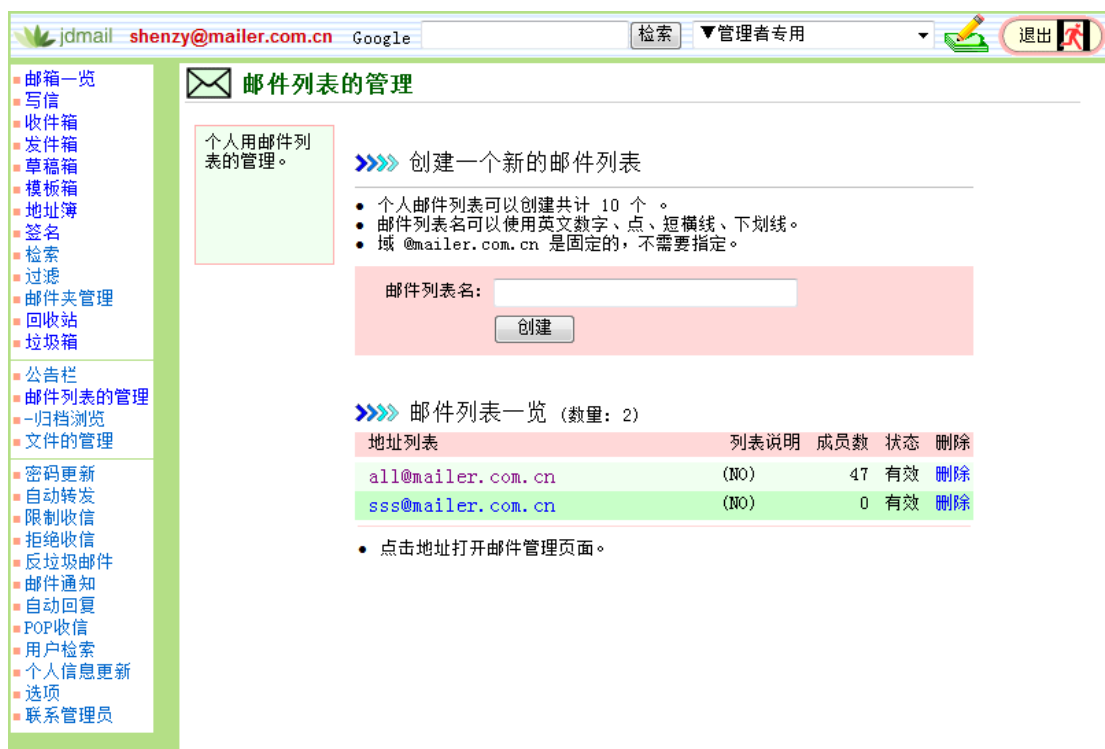 jdmail shenzy@mailer.com.cn Google 检索 ▼管理者专用 退出
邮箱一览
写信
收件箱
发件箱
草稿箱
模板箱
地址簿
签名
检索
过滤
邮件夹管理
回收站
垃圾箱
公告栏
邮件列表的管理
-归档浏览
文件的管理
密码更新
自动转发
限制收信
拒绝收信
反垃圾邮件
邮件通知
自动回复
POP收信
用户检索
个人信息更新
选项
联系管理员
邮件列表的管理
个人用邮件列
表的管理。
创建一个新的邮件列表
• 个人邮件列表可以创建共计 10 个 。
• 邮件列表名可以使用英文数字、点、短横线、下划线。
• 域 @mailer.com.cn 是固定的，不需要指定。
邮件列表名：
创建
邮件列表一览 (数量: 2)
地址列表 列表说明 成员数 状态 删除
all@mailer.com.cn (NO) 47 有效 删除
sss@mailer.com.cn (NO) 0 有效 删除
• 点击地址打开邮件管理页面。